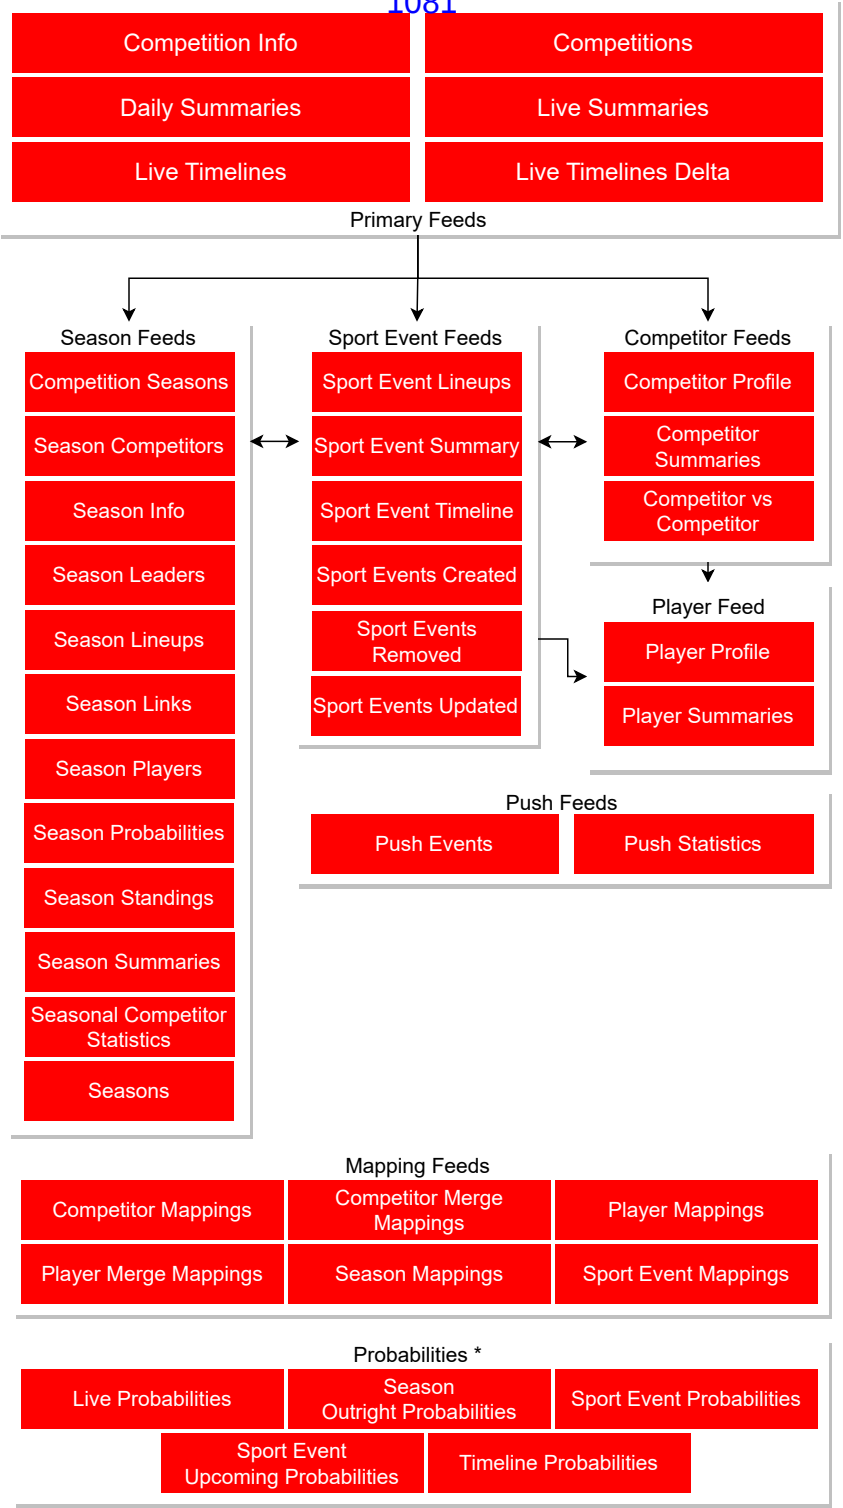 1081
Competition Info
Competitions
Daily Summaries
Live Summaries
Live Timelines
Live Timelines Delta
Primary Feeds
Season Feeds
Competition Seasons
Season Competitors
Season Info
Season Leaders
Season Lineups
Season Links
Season Players
Season Probabilities
Season Standings
Season Summaries
Seasonal Competitor
Statistics
Seasons
Sport Event Feeds
Sport Event Lineups
Sport Event Summary
Sport Event Timeline
Sport Events Created
Sport Events
Removed
Sport Events Updated
Competitor Feeds
Competitor Profile
Competitor
Summaries
Competitor vs
Competitor
Player Feed
Player Profile
Player Summaries
Push Feeds
Push Events
Push Statistics
Mapping Feeds
Competitor Mappings
Competitor Merge
Mappings
Player Mappings
Player Merge Mappings
Season Mappings
Sport Event Mappings
Probabilities *
Live Probabilities
Season
Outright Probabilities
Sport Event Probabilities
Sport Event
Upcoming Probabilities
Timeline Probabilities